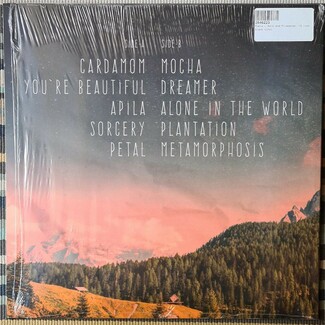 SIDE A SIDE B
CARDAMOM MOCHA
YOU'RE BEAUTIFUL DREAMER
APILA ALONE IN THE WORLD
SORCERY PLANTATION
PETAL METAMORPHOSIS